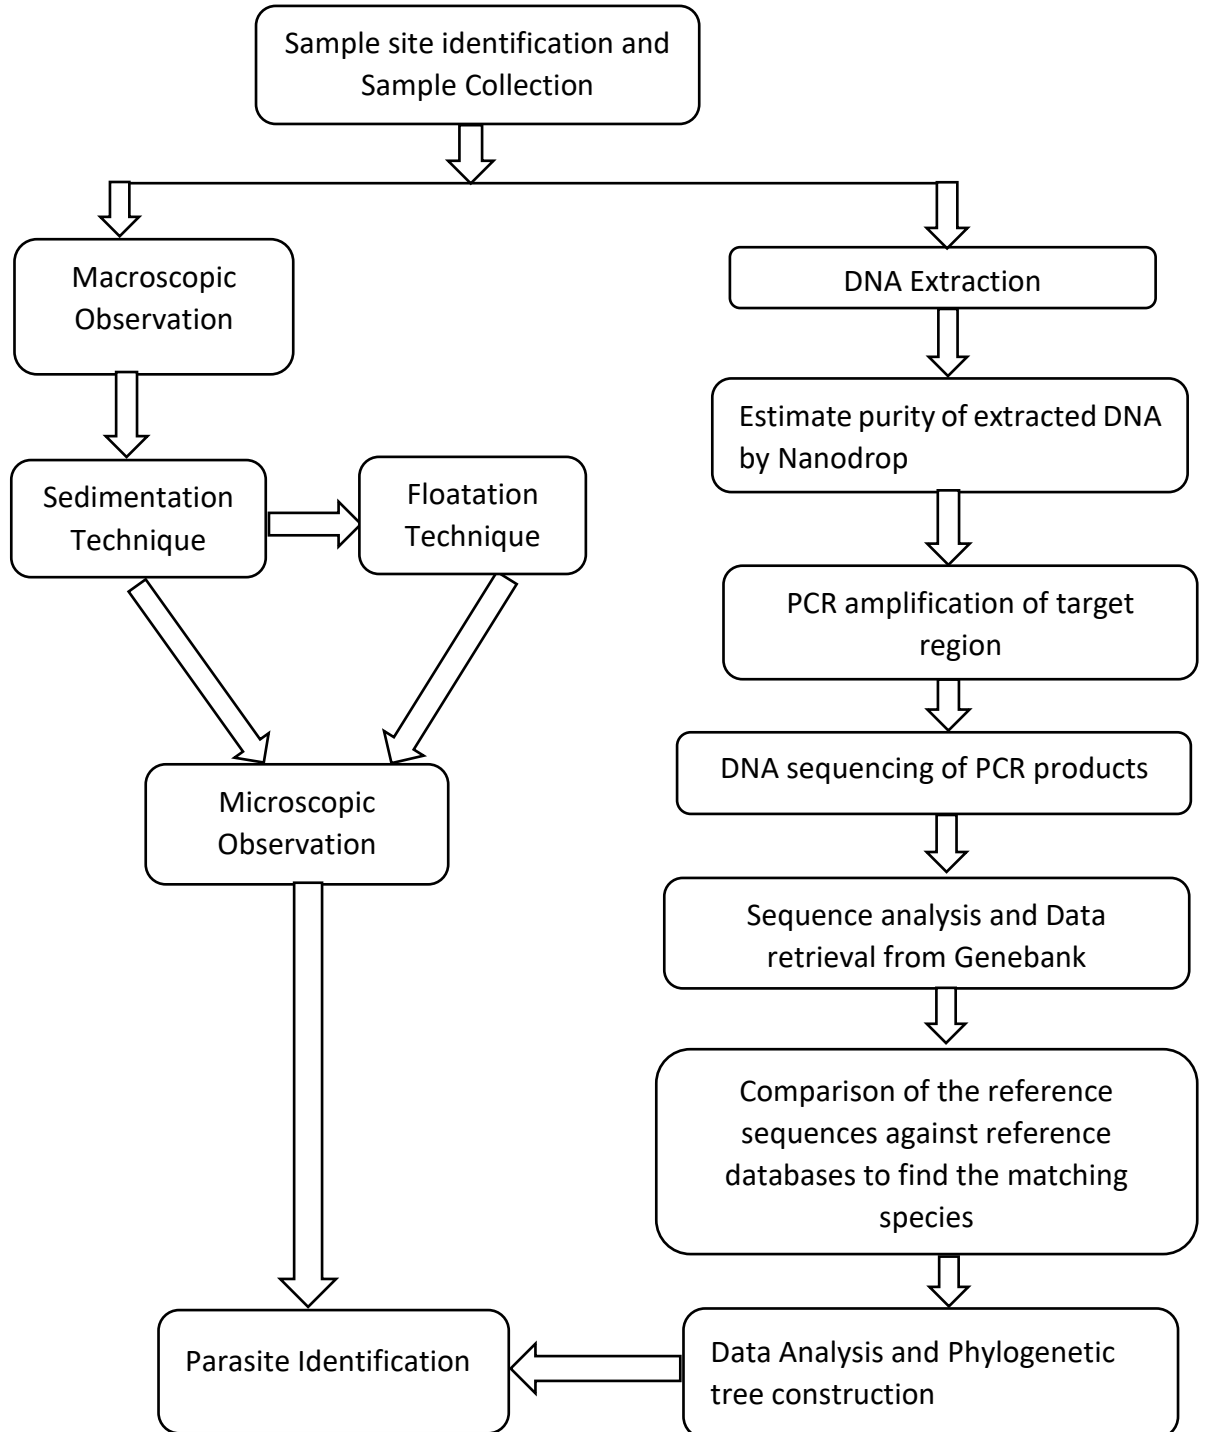 Sample site identification and
Sample Collection
Macroscopic
Observation
Sedimentation
Technique
Floatation
Technique
Microscopic
Observation
DNA Extraction
Estimate purity of extracted DNA
by Nanodrop
PCR amplification of target
region
DNA sequencing of PCR products
Sequence analysis and Data
retrieval from Genebank
Comparison of the reference
sequences against reference
databases to find the matching
species
Data Analysis and Phylogenetic
tree construction
Parasite Identification